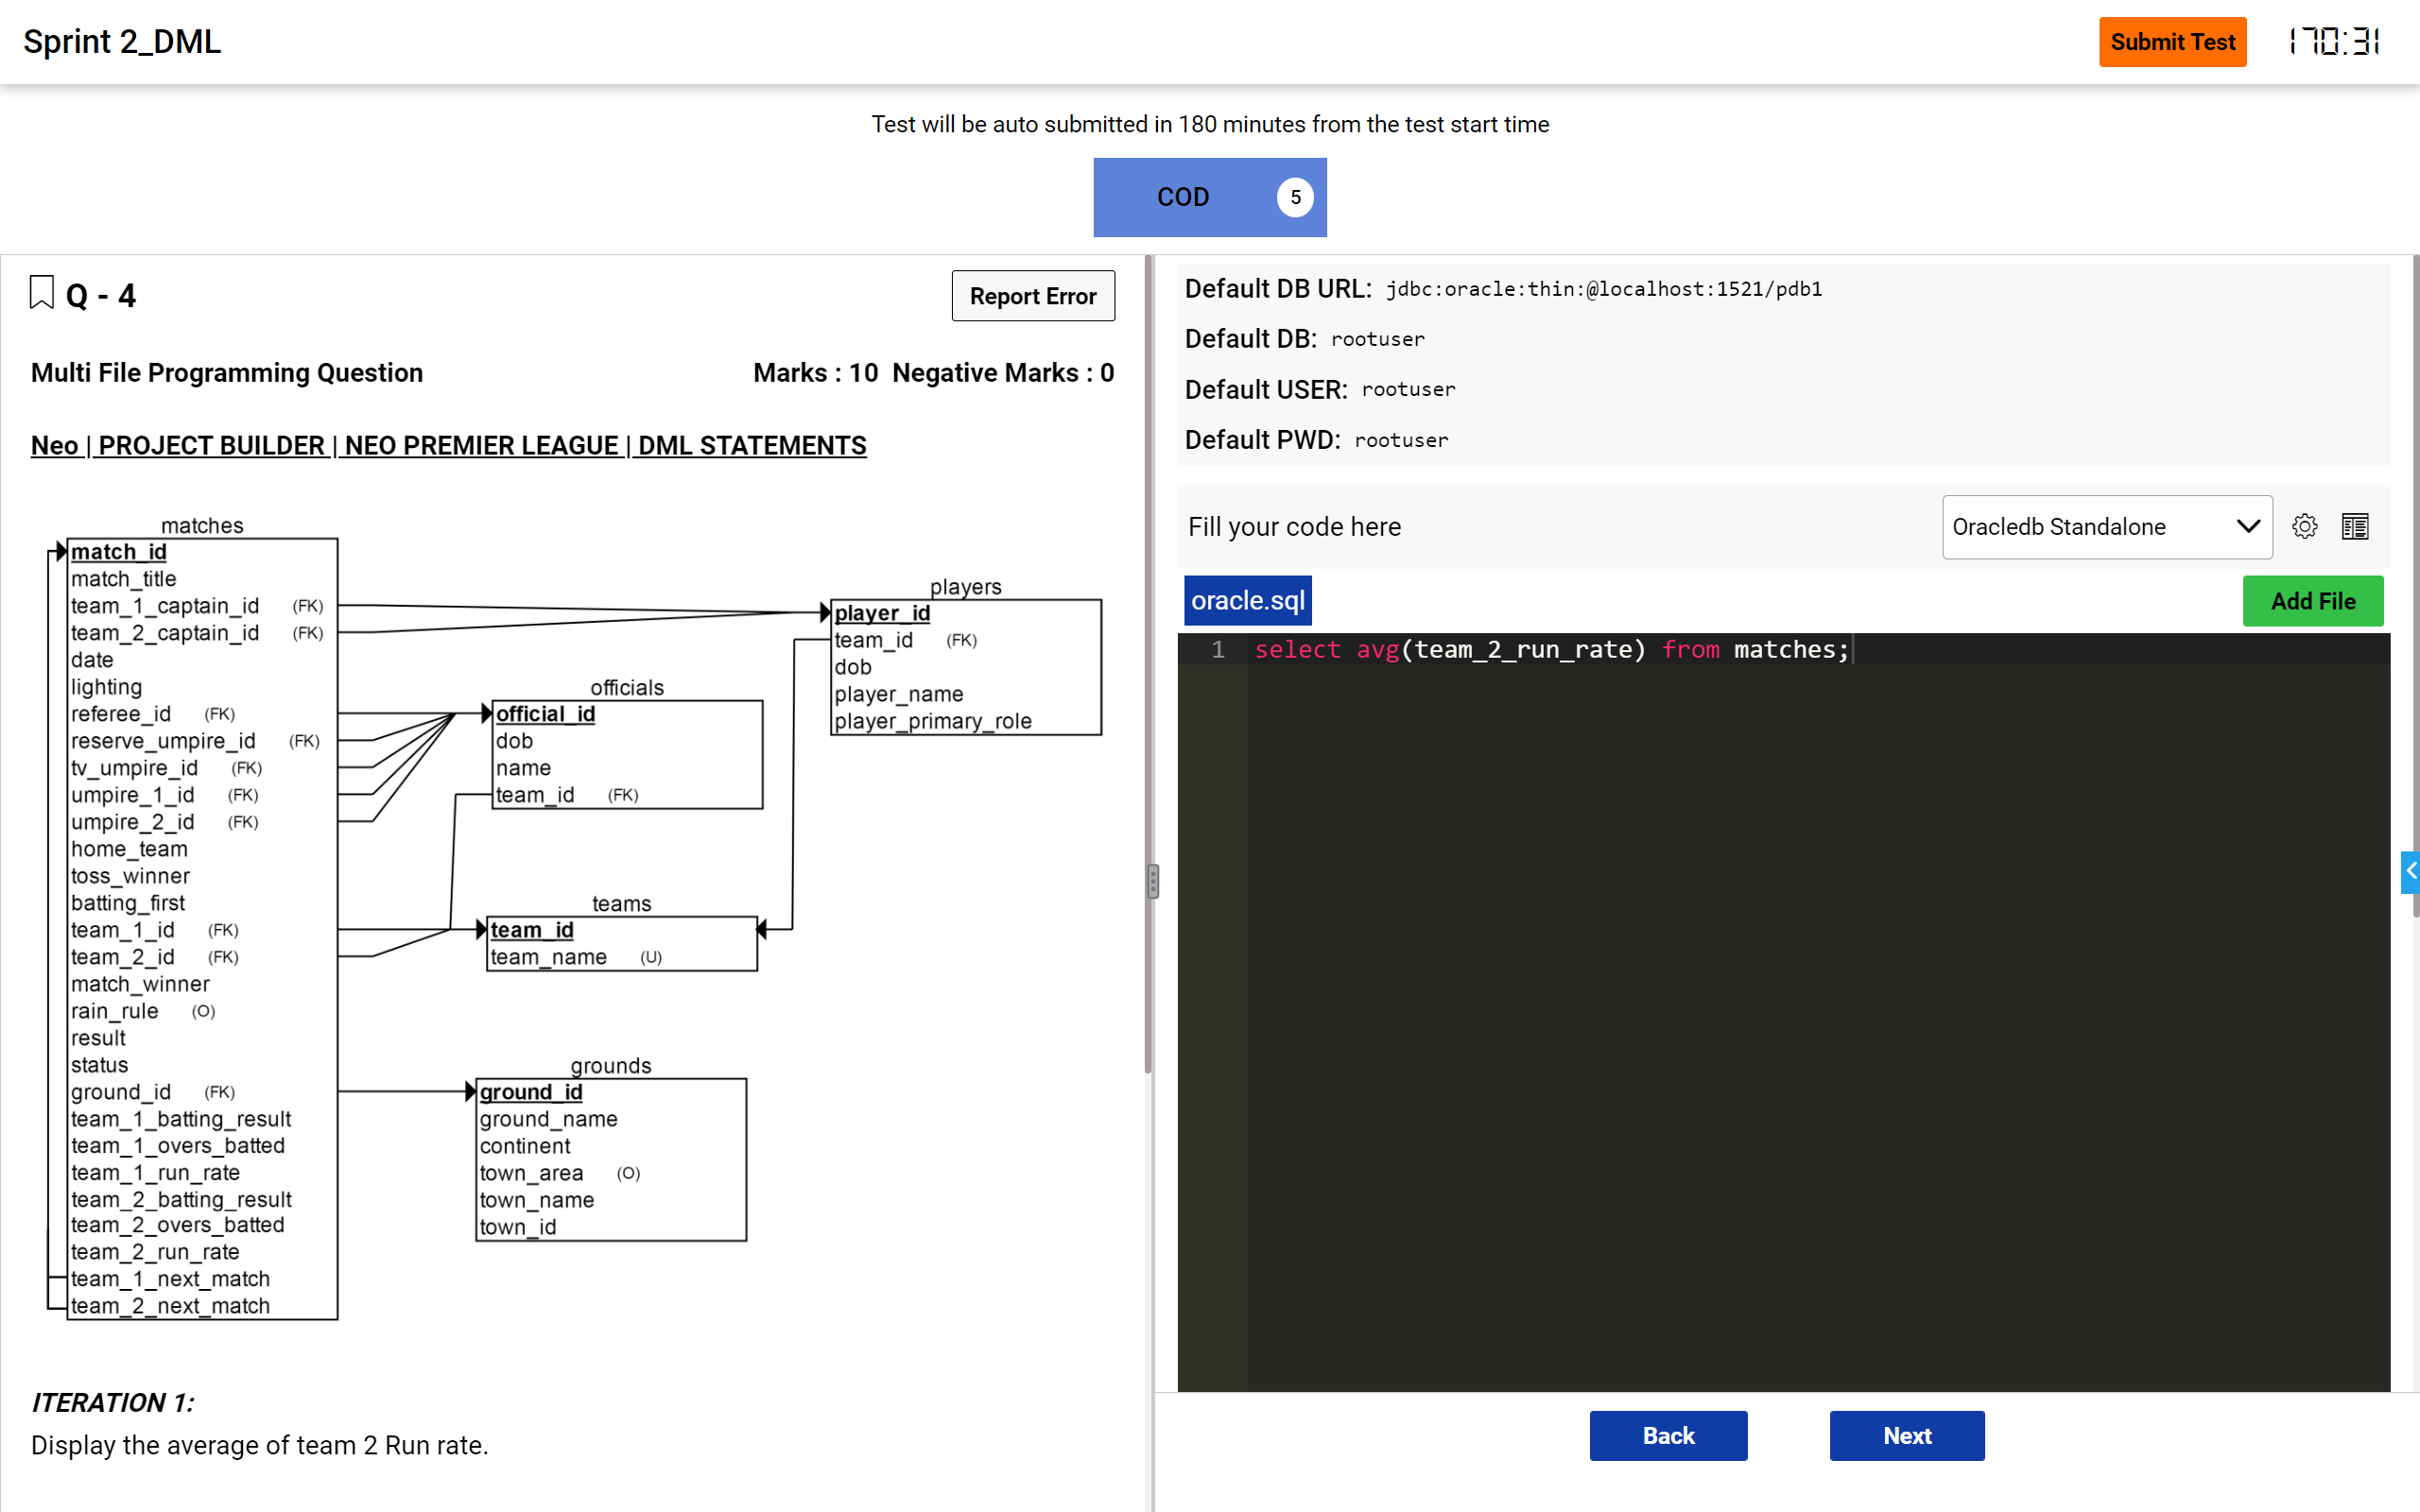 Sprint 2_DML
Submit Test
170:31
Test will be auto submitted in 180 minutes from the test start time
COD 5
Q - 4
Report Error
Multi File Programming Question
Marks : 10 Negative Marks : 0
Neo | PROJECT BUILDER | NEO PREMIER LEAGUE | DML STATEMENTS
matches
match_id
match_title
team_1_captain_id (FK)
team_2_captain_id (FK)
date
lighting
referee_id (FK)
reserve_umpire_id (FK)
tv_umpire_id (FK)
umpire_1_id (FK)
umpire_2_id (FK)
home_team
toss_winner
batting_first
team_1_id (FK)
team_2_id (FK)
match_winner
rain_rule (O)
result
status
ground_id (FK)
team_1_batting_result
team_1_overs_batted
team_1_run_rate
team_2_batting_result
team_2_overs_batted
team_2_run_rate
team_1_next_match
team_2_next_match
players
player_id
team_id (FK)
dob
player_name
player_primary_role
officials
official_id
dob
name
team_id (FK)
teams
team_id
team_name (U)
grounds
ground_id
ground_name
continent
town_area (O)
town_name
town_id
ITERATION 1:
Display the average of team 2 Run rate.
Default DB URL: jdbc:oracle:thin:@localhost:1521/pdb1
Default DB: rootuser
Default USER: rootuser
Default PWD: rootuser
Fill your code here
Oracledb Standalone
oracle.sql
Add File
1 select avg(team_2_run_rate) from matches;
Back
Next